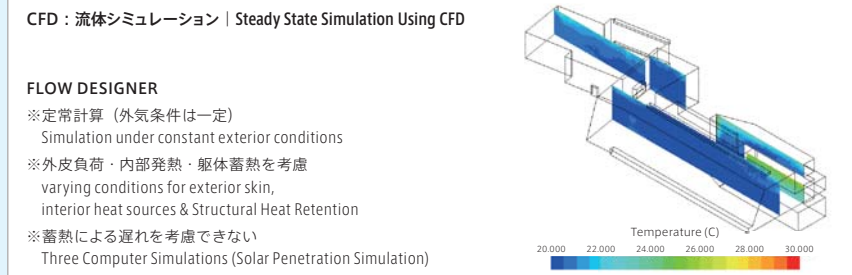 CFD：流体シミュレーション｜Steady State Simulation Using CFD
FLOW DESIGNER
※定常計算（外気条件は一定）
Simulation under constant exterior conditions
※外皮負荷・内部発熱・躯体蓄熱を考慮
varying conditions for exterior skin,
interior heat sources & Structural Heat Retention
※蓄熱による遅れを考慮できない
Three Computer Simulations (Solar Penetration Simulation)
Temperature (C)
20.000 22.000 24.000 26.000 28.000 30.000